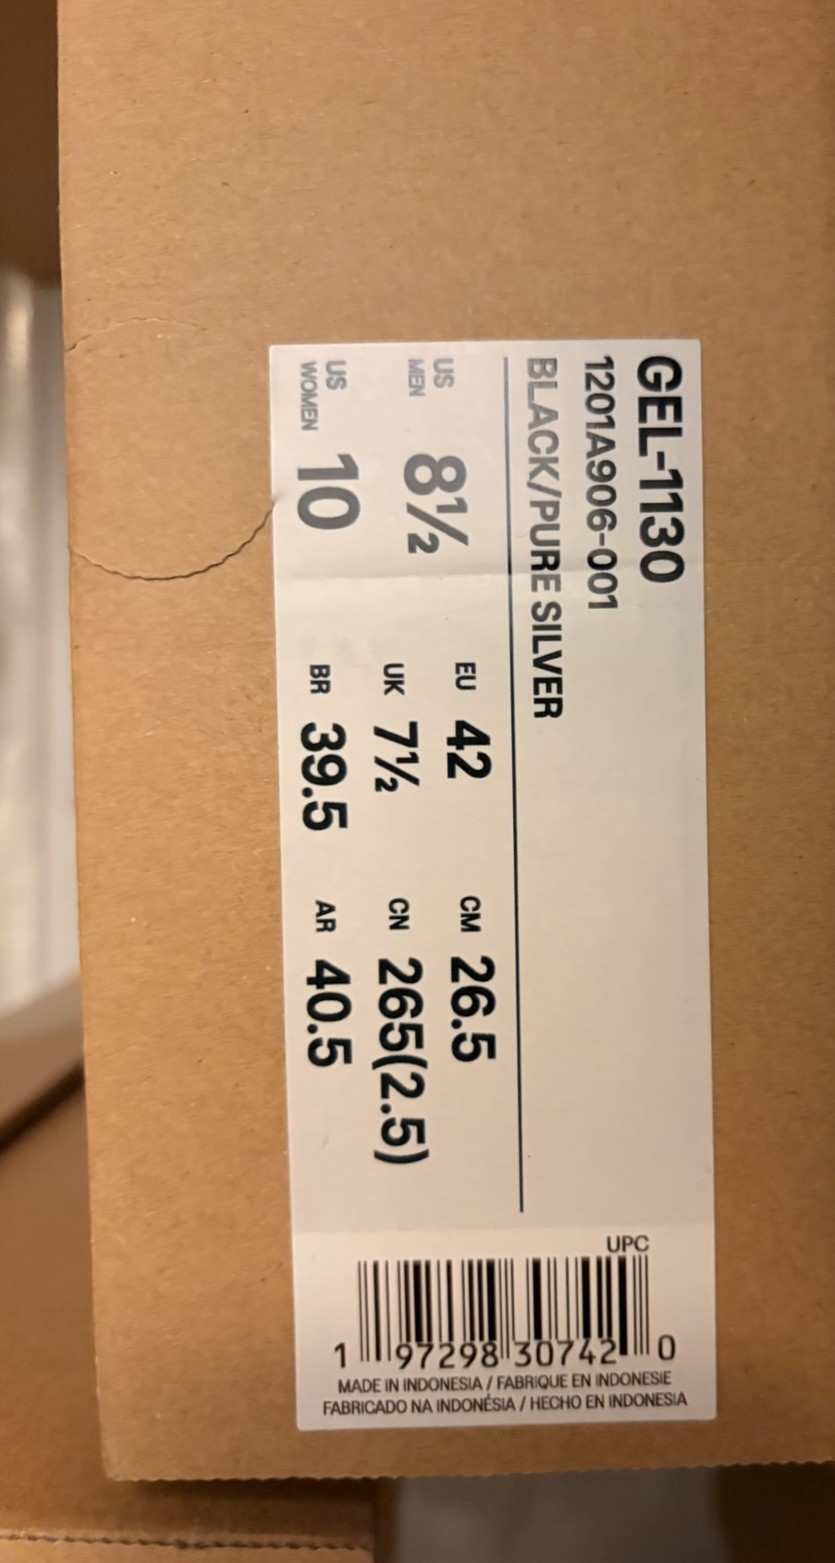 GEL-1130
1201A906-001
BLACK/PURE SILVER
US MEN 8½
EU 42
CM 26.5
UK 7½
CN 265(2.5)
US WOMEN 10
BR 39.5
AR 40.5
UPC
1 97298 30742 0
MADE IN INDONESIA / FABRIQUE EN INDONESIE
FABRICADO NA INDONÉSIA / HECHO EN INDONESIA